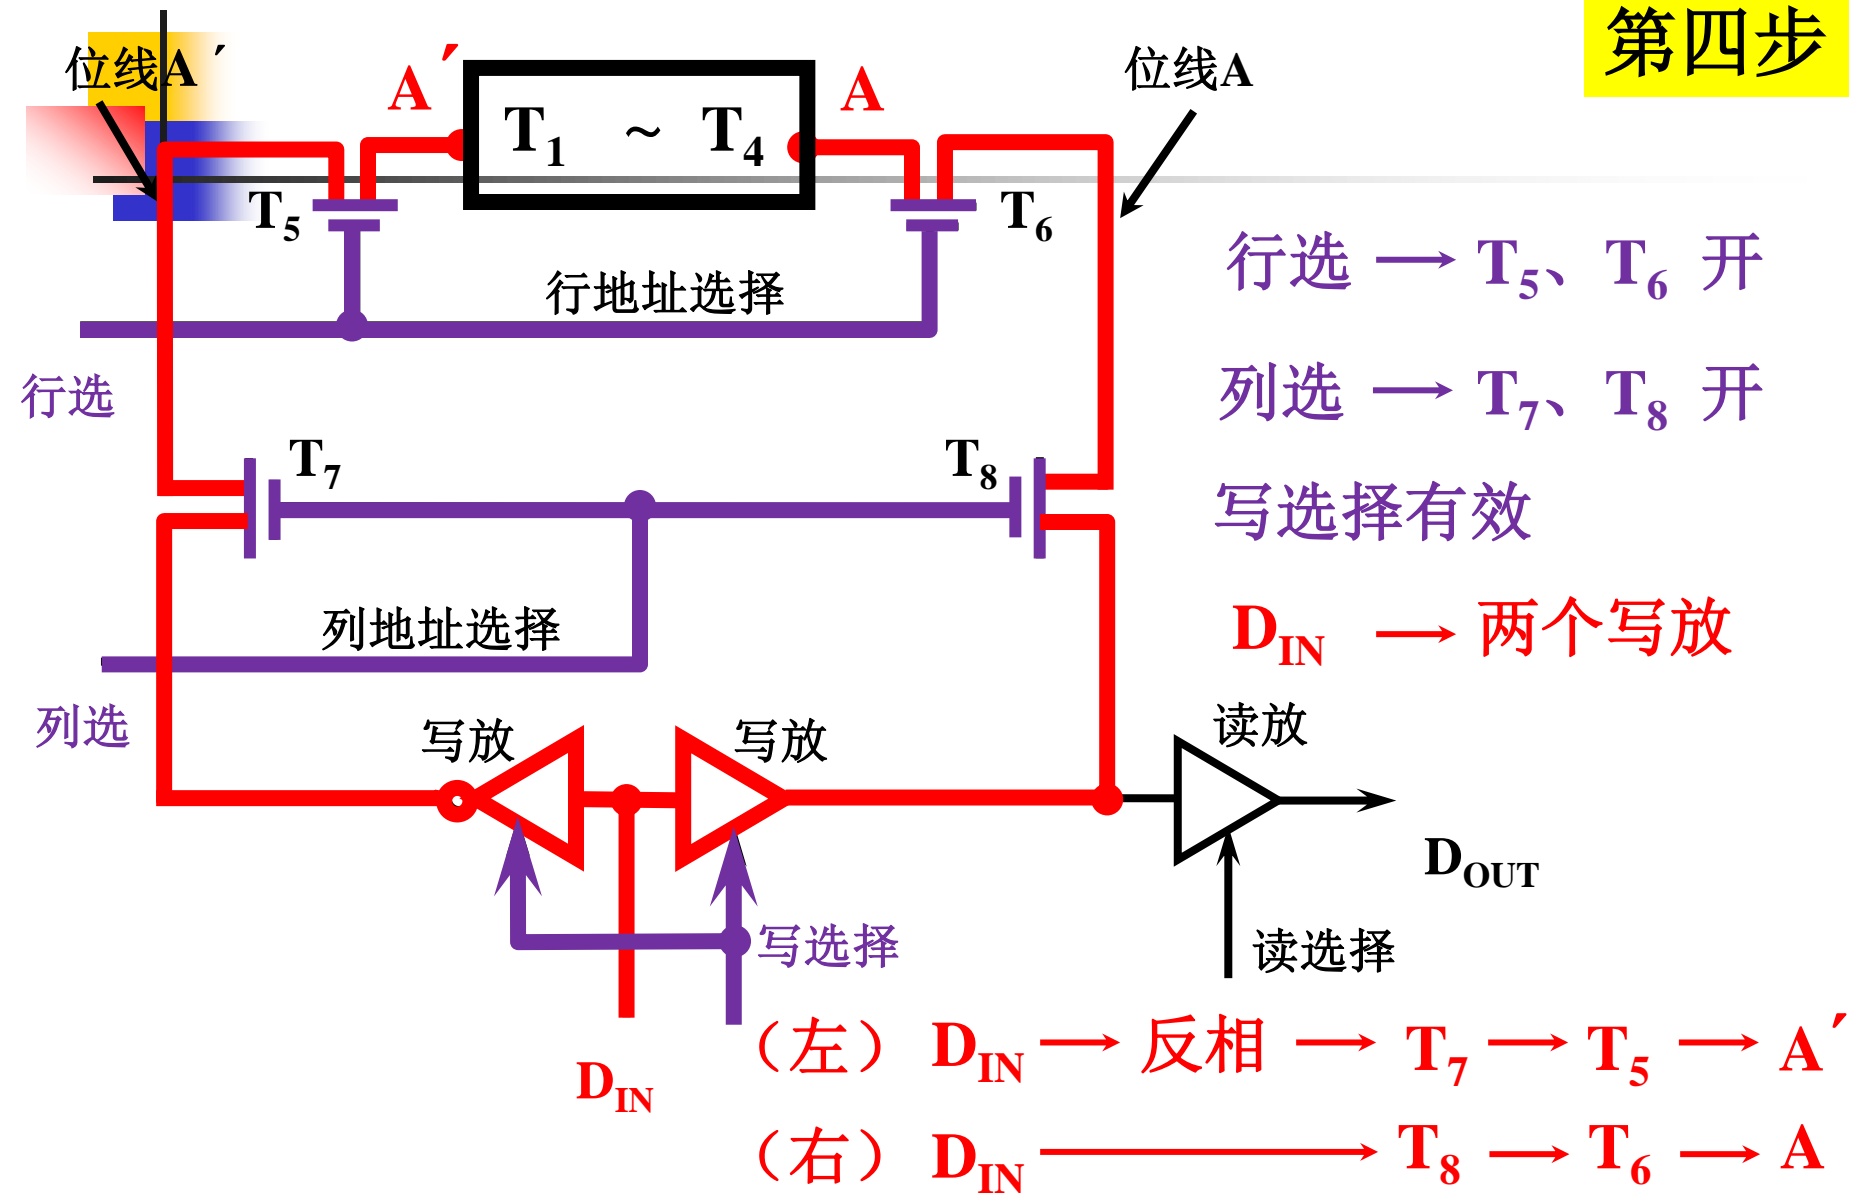 第四步
位线A′
A′
T1 ~ T4
A
位线A
T5
T6
行地址选择
行选 → T5、T6 开
行选
列选 → T7、T8 开
T7
T8
写选择有效
列地址选择
DIN → 两个写放
列选
写放
写放
读放
DOUT
写选择
读选择
DIN
（左） DIN → 反相 → T7 → T5 → A′
（右） DIN → T8 → T6 → A